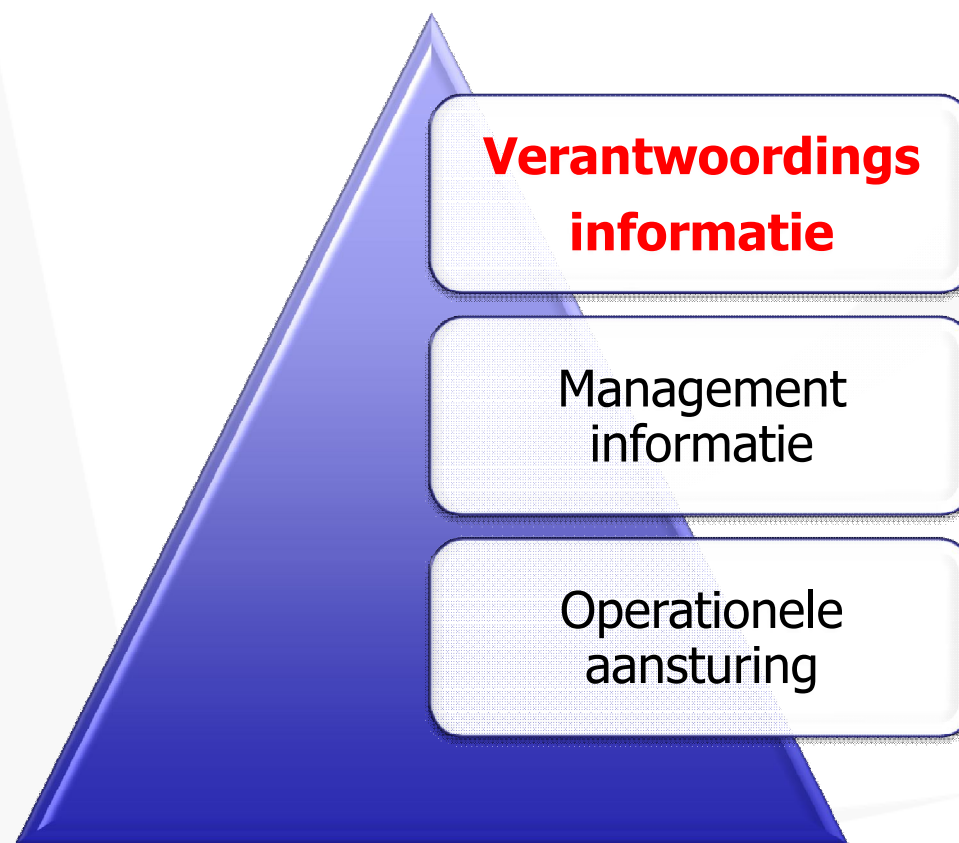 Verantwoordings
informatie
Management
informatie
Operationele
aansturing